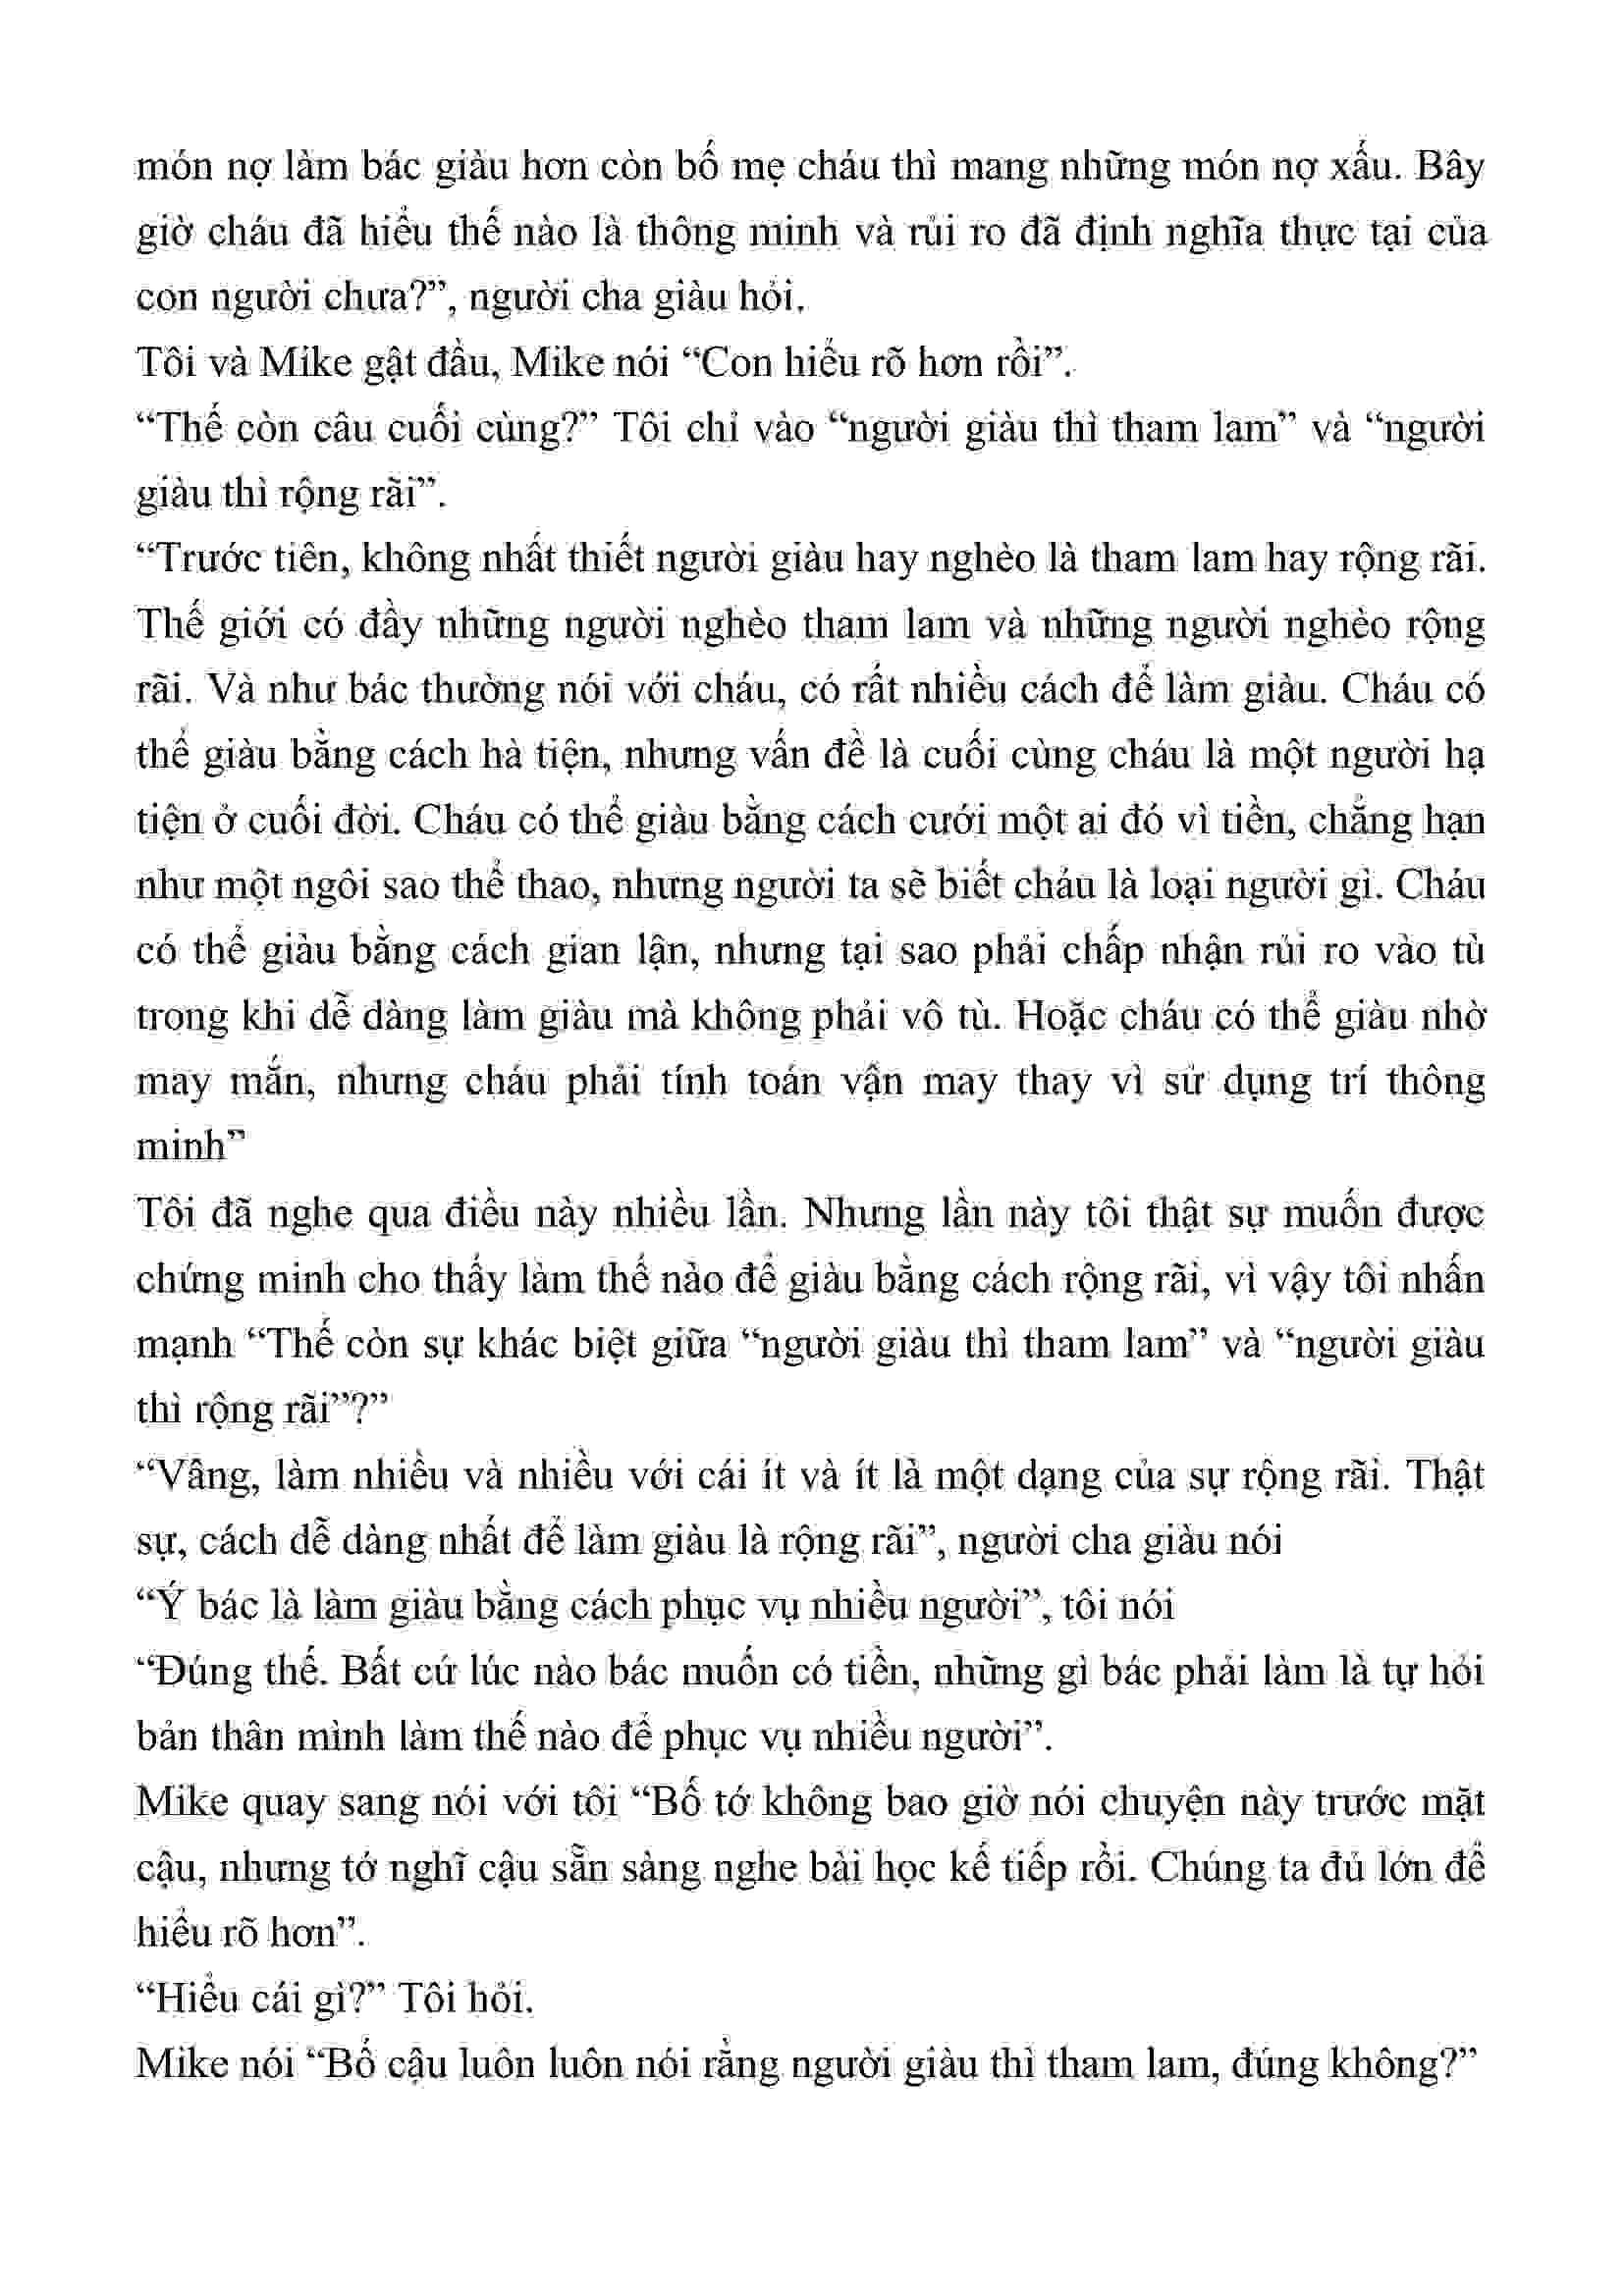 món nợ làm bác giàu hơn còn bố mẹ cháu thì mang những món nợ xấu. Bây
giờ cháu đã hiểu thế nào là thông minh và rủi ro đã định nghĩa thực tại của
con người chưa?”, người cha giàu hỏi.
Tôi và Mike gật đầu, Mike nói “Con hiểu rõ hơn rồi”.
“Thế còn câu cuối cùng?” Tôi chỉ vào “người giàu thì tham lam” và “người
giàu thì rộng rãi”.
“Trước tiên, không nhất thiết người giàu hay nghèo là tham lam hay rộng rãi.
Thế giới có đầy những người nghèo tham lam và những người nghèo rộng
rãi. Và như bác thường nói với cháu, có rất nhiều cách để làm giàu. Cháu có
thể giàu bằng cách hà tiện, nhưng vấn đề là cuối cùng cháu là một người hạ
tiện ở cuối đời. Cháu có thể giàu bằng cách cưới một ai đó vì tiền, chẳng hạn
như một ngôi sao thể thao, nhưng người ta sẽ biết cháu là loại người gì. Cháu
có thể giàu bằng cách gian lận, nhưng tại sao phải chấp nhận rủi ro vào tù
trong khi dễ dàng làm giàu mà không phải vô tù. Hoặc cháu có thể giàu nhờ
may mắn, nhưng cháu phải tính toán vận may thay vì sử dụng trí thông
minh”
Tôi đã nghe qua điều này nhiều lần. Nhưng lần này tôi thật sự muốn được
chứng minh cho thấy làm thế nào để giàu bằng cách rộng rãi, vì vậy tôi nhấn
mạnh “Thế còn sự khác biệt giữa “người giàu thì tham lam” và “người giàu
thì rộng rãi”?”
“Vâng, làm nhiều và nhiều với cái ít và ít là một dạng của sự rộng rãi. Thật
sự, cách dễ dàng nhất để làm giàu là rộng rãi”, người cha giàu nói
“Ý bác là làm giàu bằng cách phục vụ nhiều người”, tôi nói
“Đúng thế. Bất cứ lúc nào bác muốn có tiền, những gì bác phải làm là tự hỏi
bản thân mình làm thế nào để phục vụ nhiều người”.
Mike quay sang nói với tôi “Bố tớ không bao giờ nói chuyện này trước mặt
cậu, nhưng tớ nghĩ cậu sẵn sàng nghe bài học kế tiếp rồi. Chúng ta đủ lớn để
hiểu rõ hơn”.
“Hiểu cái gì?” Tôi hỏi.
Mike nói “Bố cậu luôn luôn nói rằng người giàu thì tham lam, đúng không?”